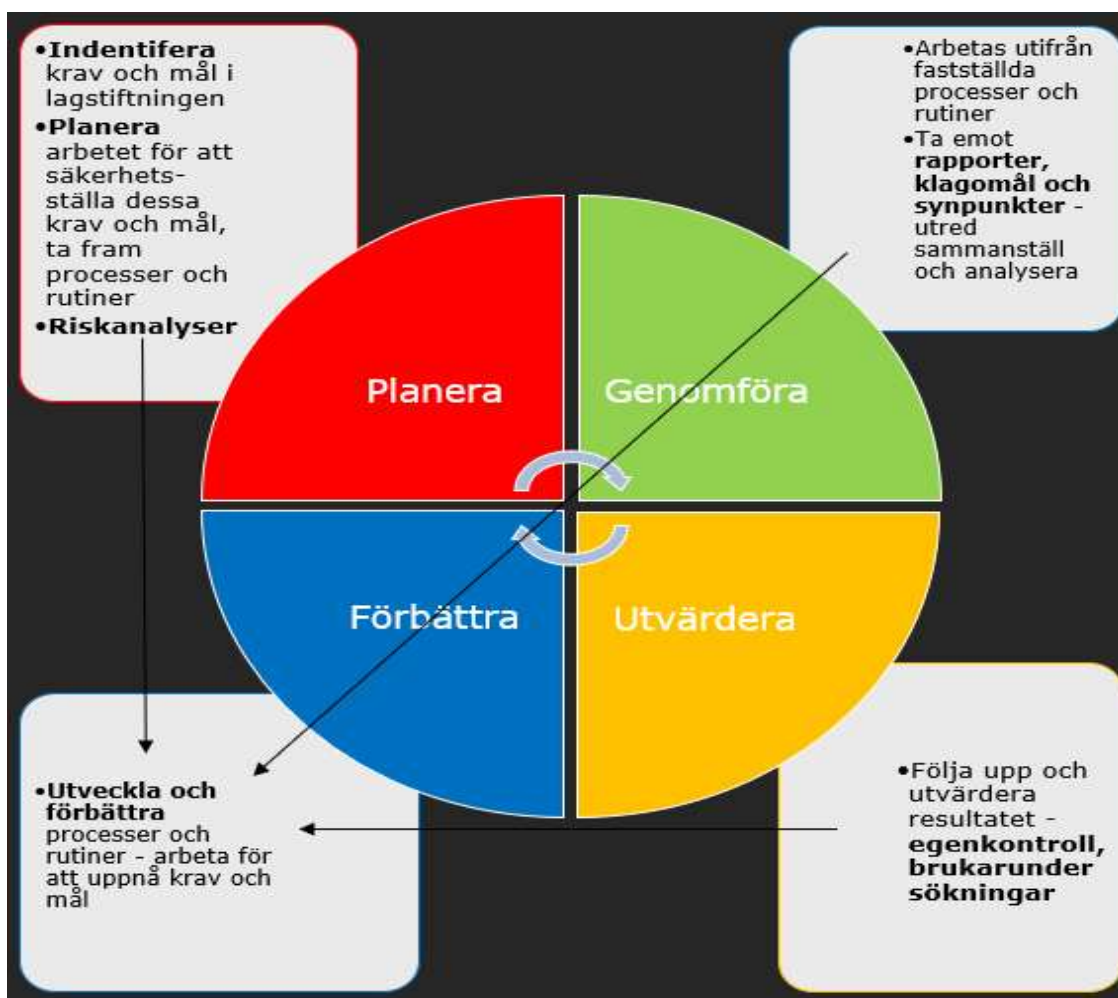 •Indentifera
krav och mål i
lagstiftningen
•Planera
arbetet för att
säkerhets-
ställa dessa
krav och mål,
ta fram
processer och
rutiner
•Riskanalyser
•Arbetas utifrån
fastställda
processer och
rutiner
•Ta emot
rapporter,
klagomål och
synpunkter -
utred
sammanställ
och analysera
Planera
Genomföra
Förbättra
Utvärdera
•Utveckla och
förbättra
processer och
rutiner - arbeta för
att uppnå krav och
mål
•Följa upp och
utvärdera
resultatet -
egenkontroll,
brukarunder
sökningar